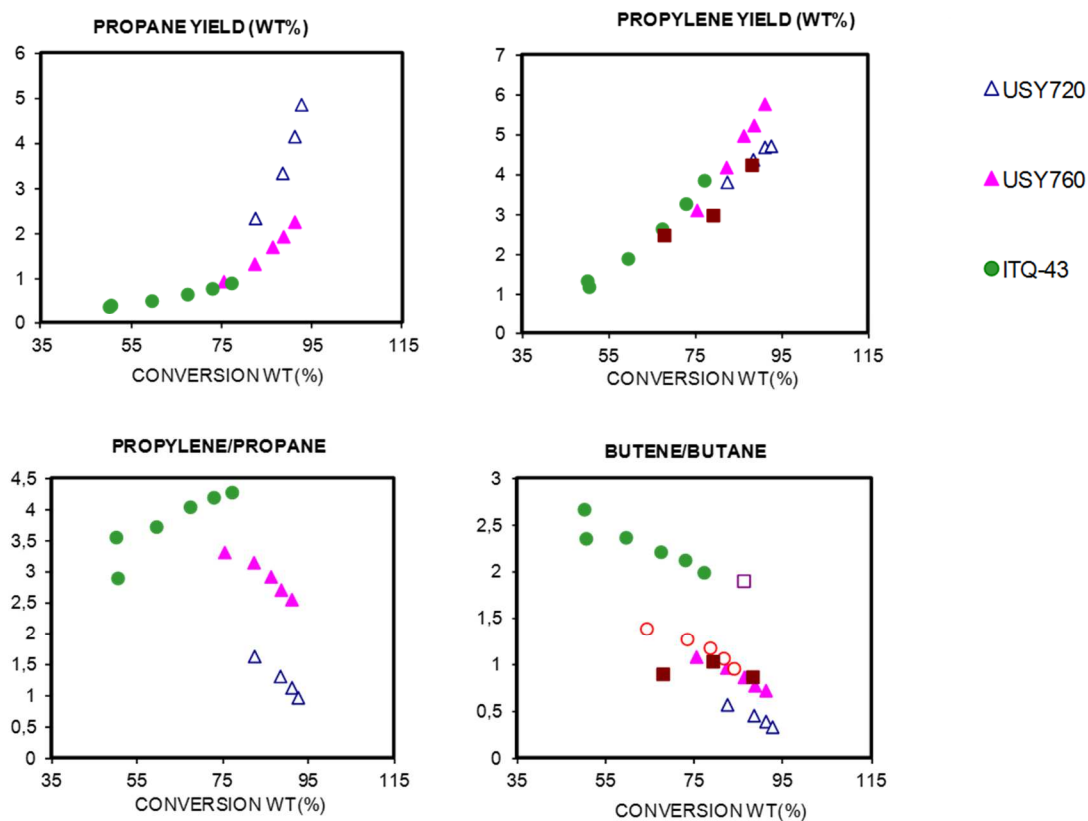 PROPANE YIELD (WT%)
6
5
4
3
2
1
0
35 55 75 95 115
CONVERSION WT(%)
PROPYLENE YIELD (WT%)
7
6
5
4
3
2
1
0
35 55 75 95 115
CONVERSION WT(%)
USY720
USY760
ITQ-43
PROPYLENE/PROPANE
4,5
4
3,5
3
2,5
2
1,5
1
0,5
0
35 55 75 95 115
CONVERSION WT(%)
BUTENE/BUTANE
3
2,5
2
1,5
1
0,5
0
35 55 75 95 115
CONVERSION WT(%)